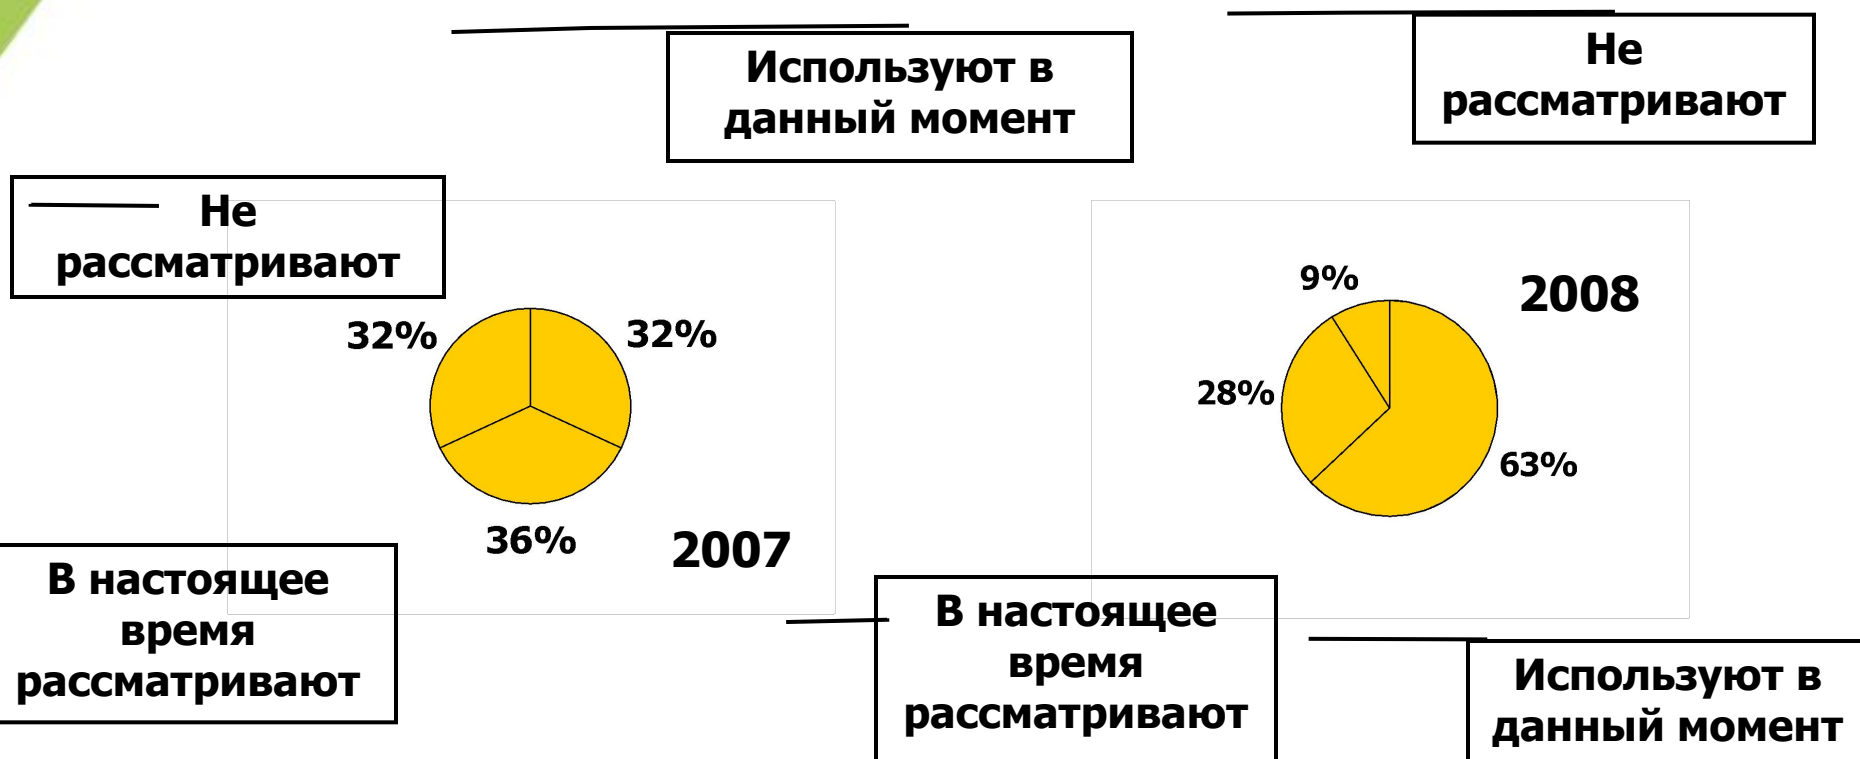 Используют в
данный момент
Не
рассматривают
Не
рассматривают
32%
32%
36%
2007
В настоящее
время
рассматривают
9%
2008
28%
63%
В настоящее
время
рассматривают
Используют в
данный момент